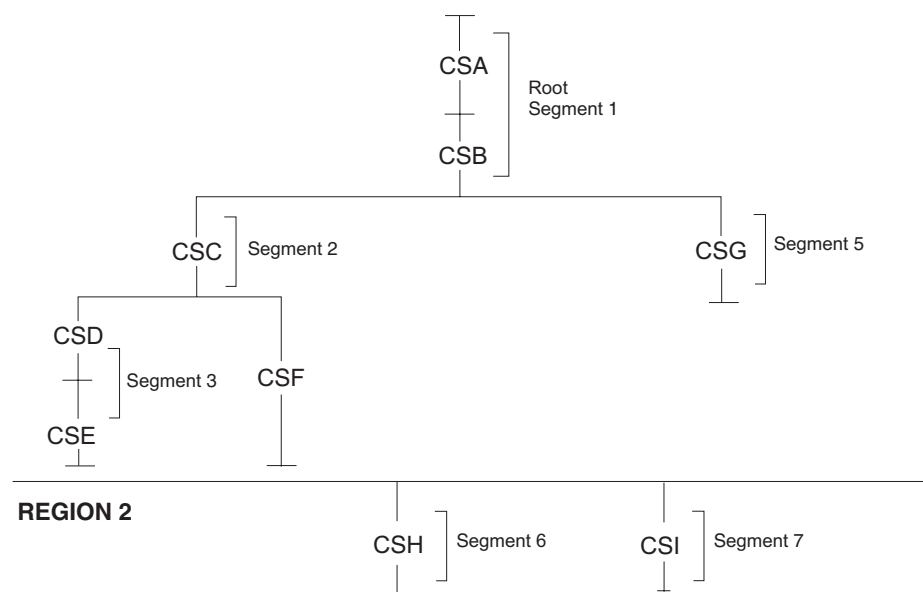 CSA
Root
Segment 1
CSB
CSC
Segment 2
CSG
Segment 5
CSD
Segment 3
CSF
CSE
REGION 2
CSH
Segment 6
CSI
Segment 7